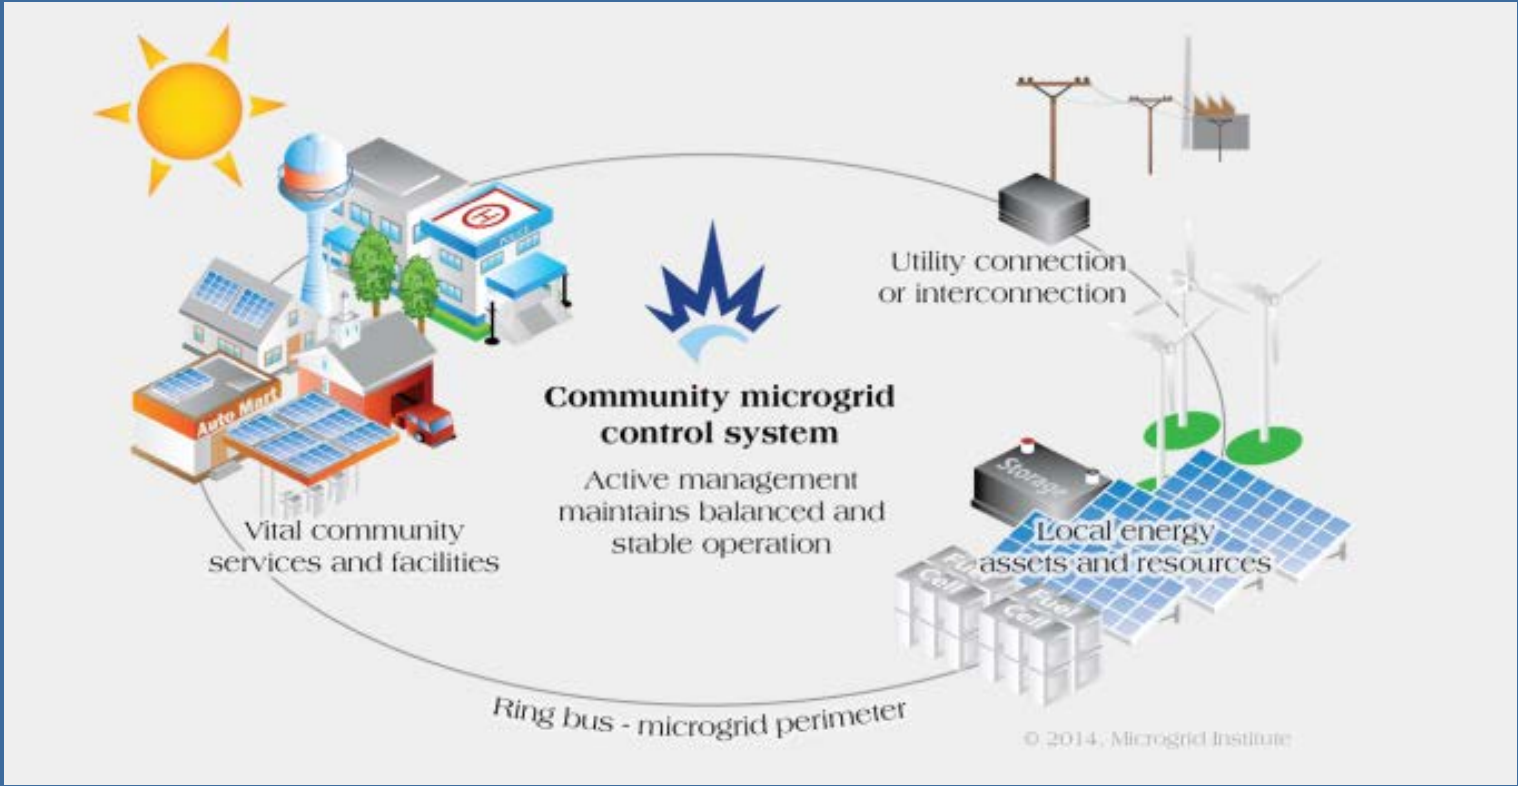 POLICE
H
Auto Mart
Vital community
services and facilities
Community microgrid
control system
Active management
maintains balanced and
stable operation
Utility connection
or interconnection
Storage
Local energy
assets and resources
Fuel
Cell
Fuel
Cell
Ring bus - microgrid perimeter
© 2014, Microgrid Institute